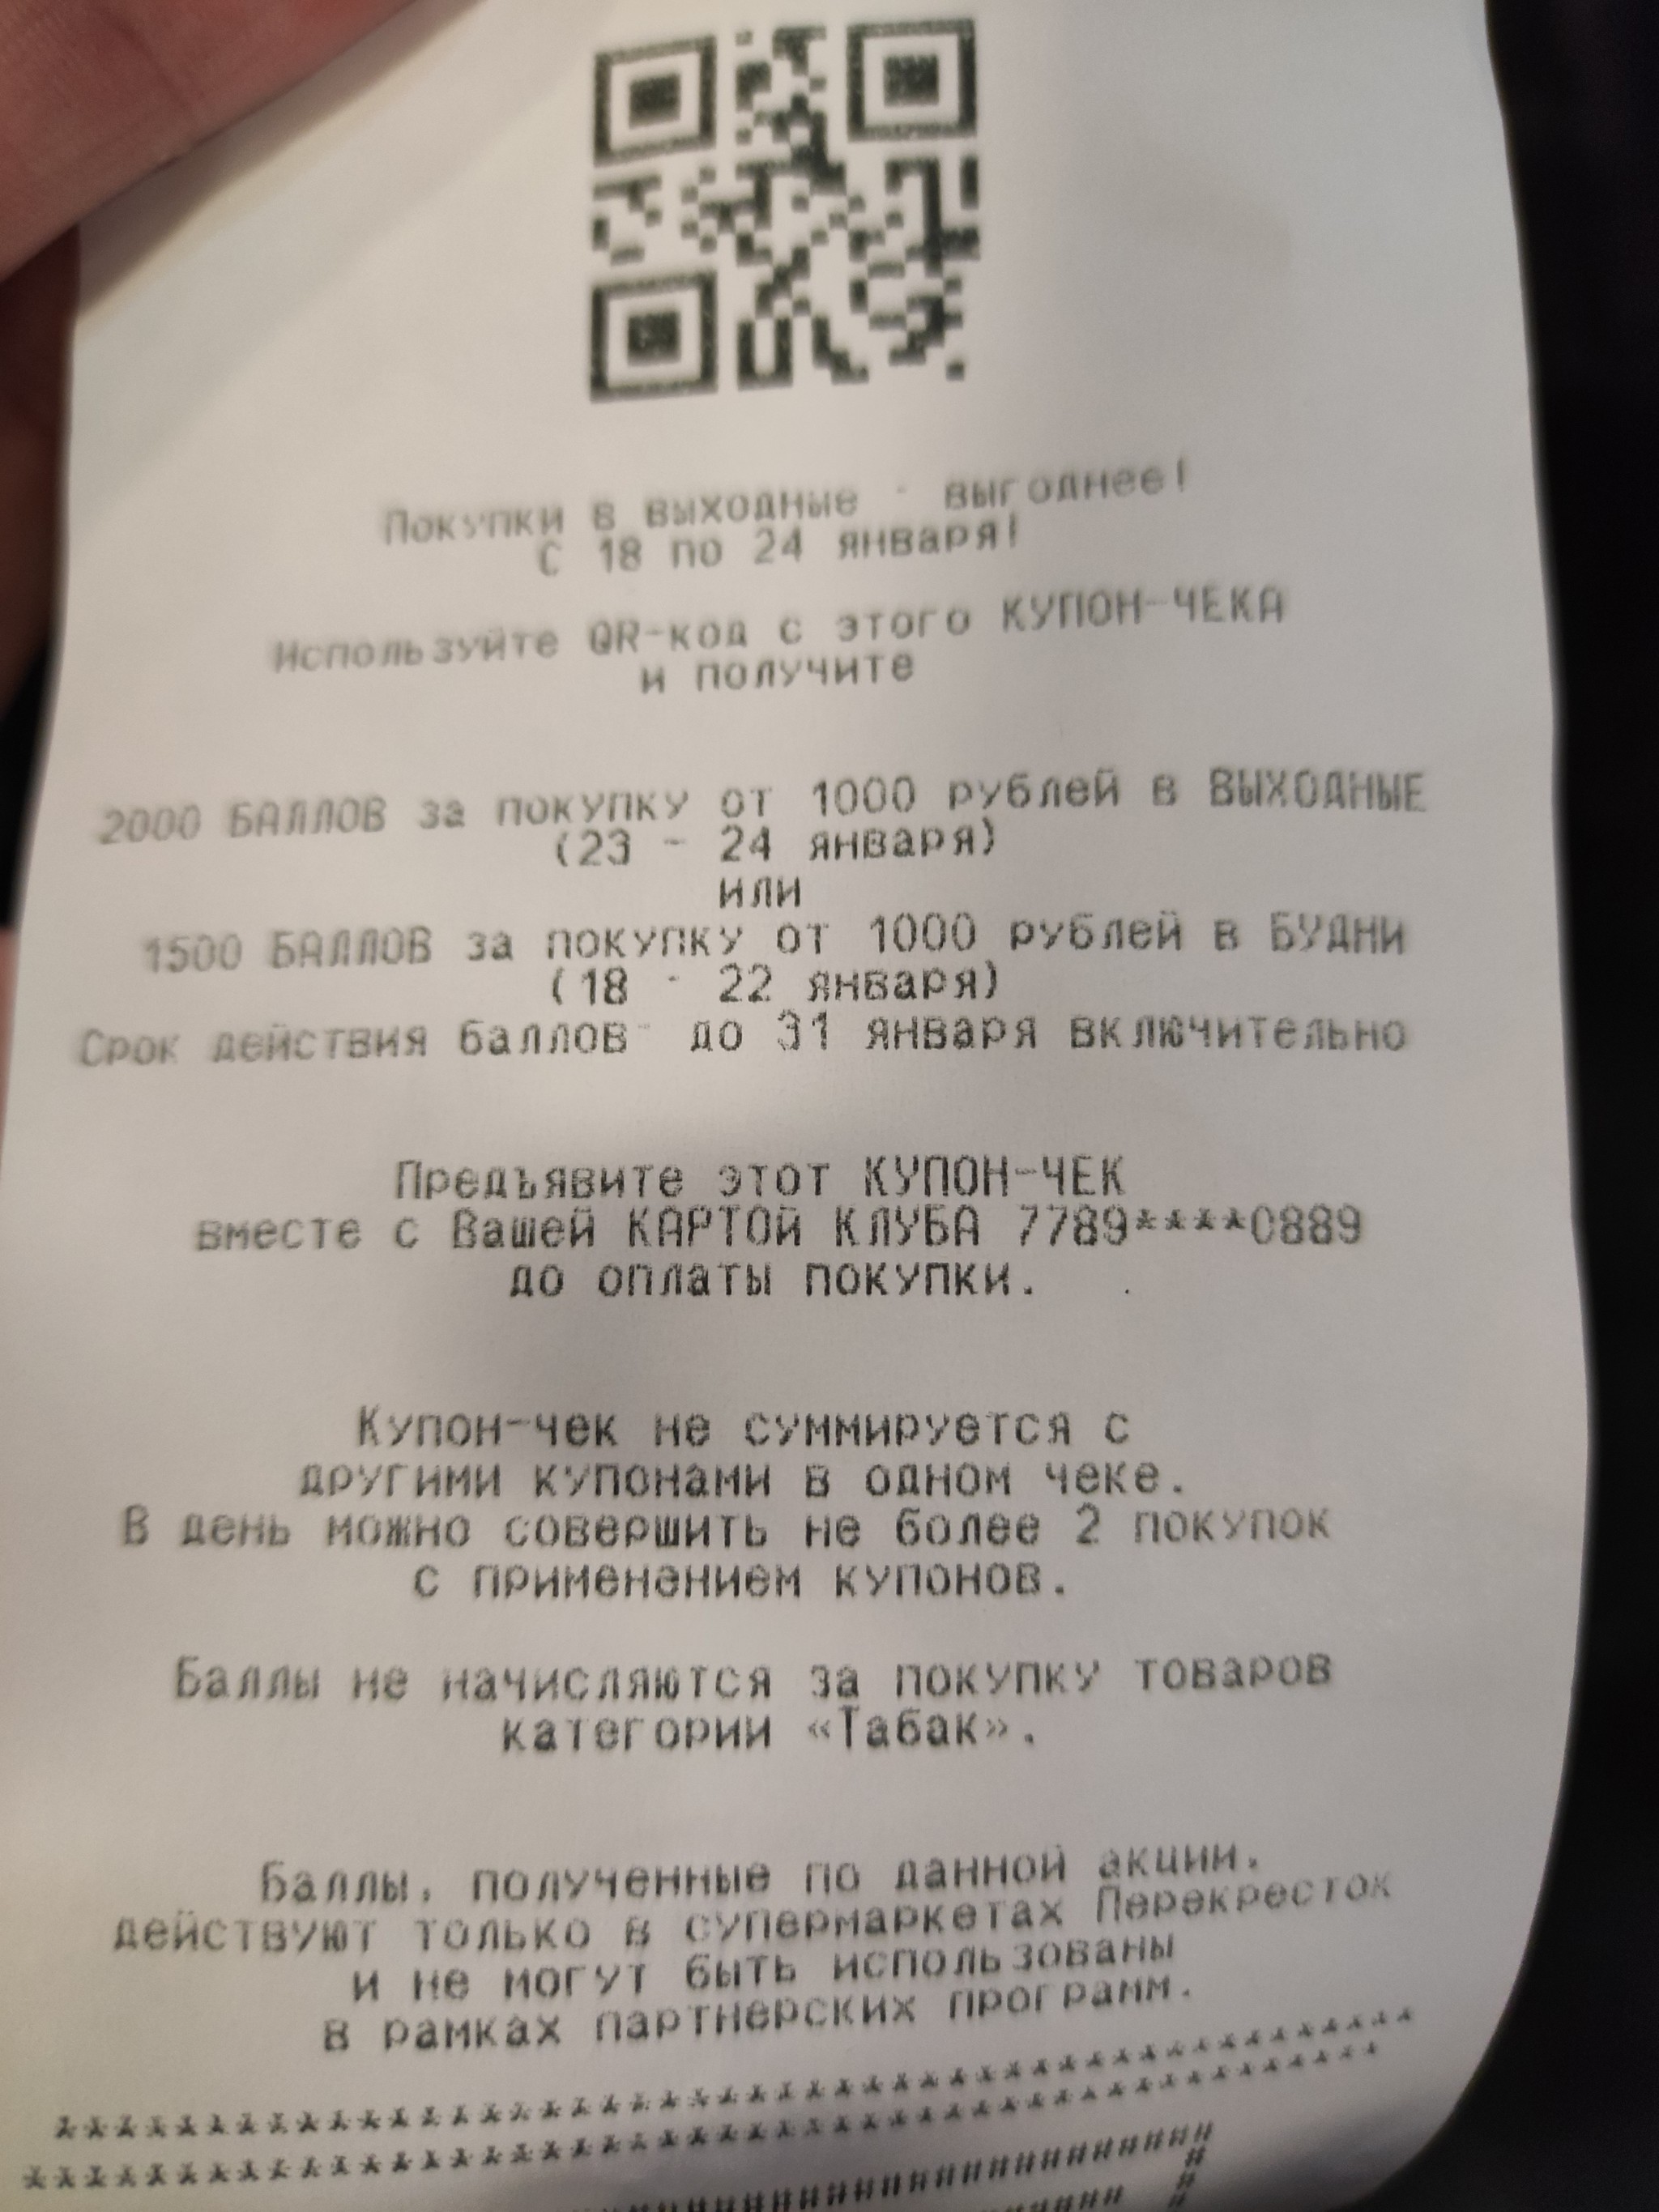 Покупки в выходные - выгоднее!
С 18 по 24 января!
Используйте QR-код с этого КУПОН-ЧЕКА
и получите
2000 БАЛЛОВ за покупку от 1000 рублей в ВЫХОДНЫЕ
(23 - 24 января)
или
1500 БАЛЛОВ за покупку от 1000 рублей в БУДНИ
(18 - 22 января)
Срок действия баллов- до 31 января включительно
Предъявите этот КУПОН-ЧЕК
вместе с Вашей КАРТОЙ КЛУБА 7789****0889
до оплаты покупки.
Купон-чек не суммируется с
другими купонами в одном чеке.
В день можно совершить не более 2 покупок
с применением купонов.
Баллы не начисляются за покупку товаров
категории «Табак».
Баллы, полученные по данной акции,
действуют только в супермаркетах Перекресток
и не могут быть использованы
в рамках партнерских программ.